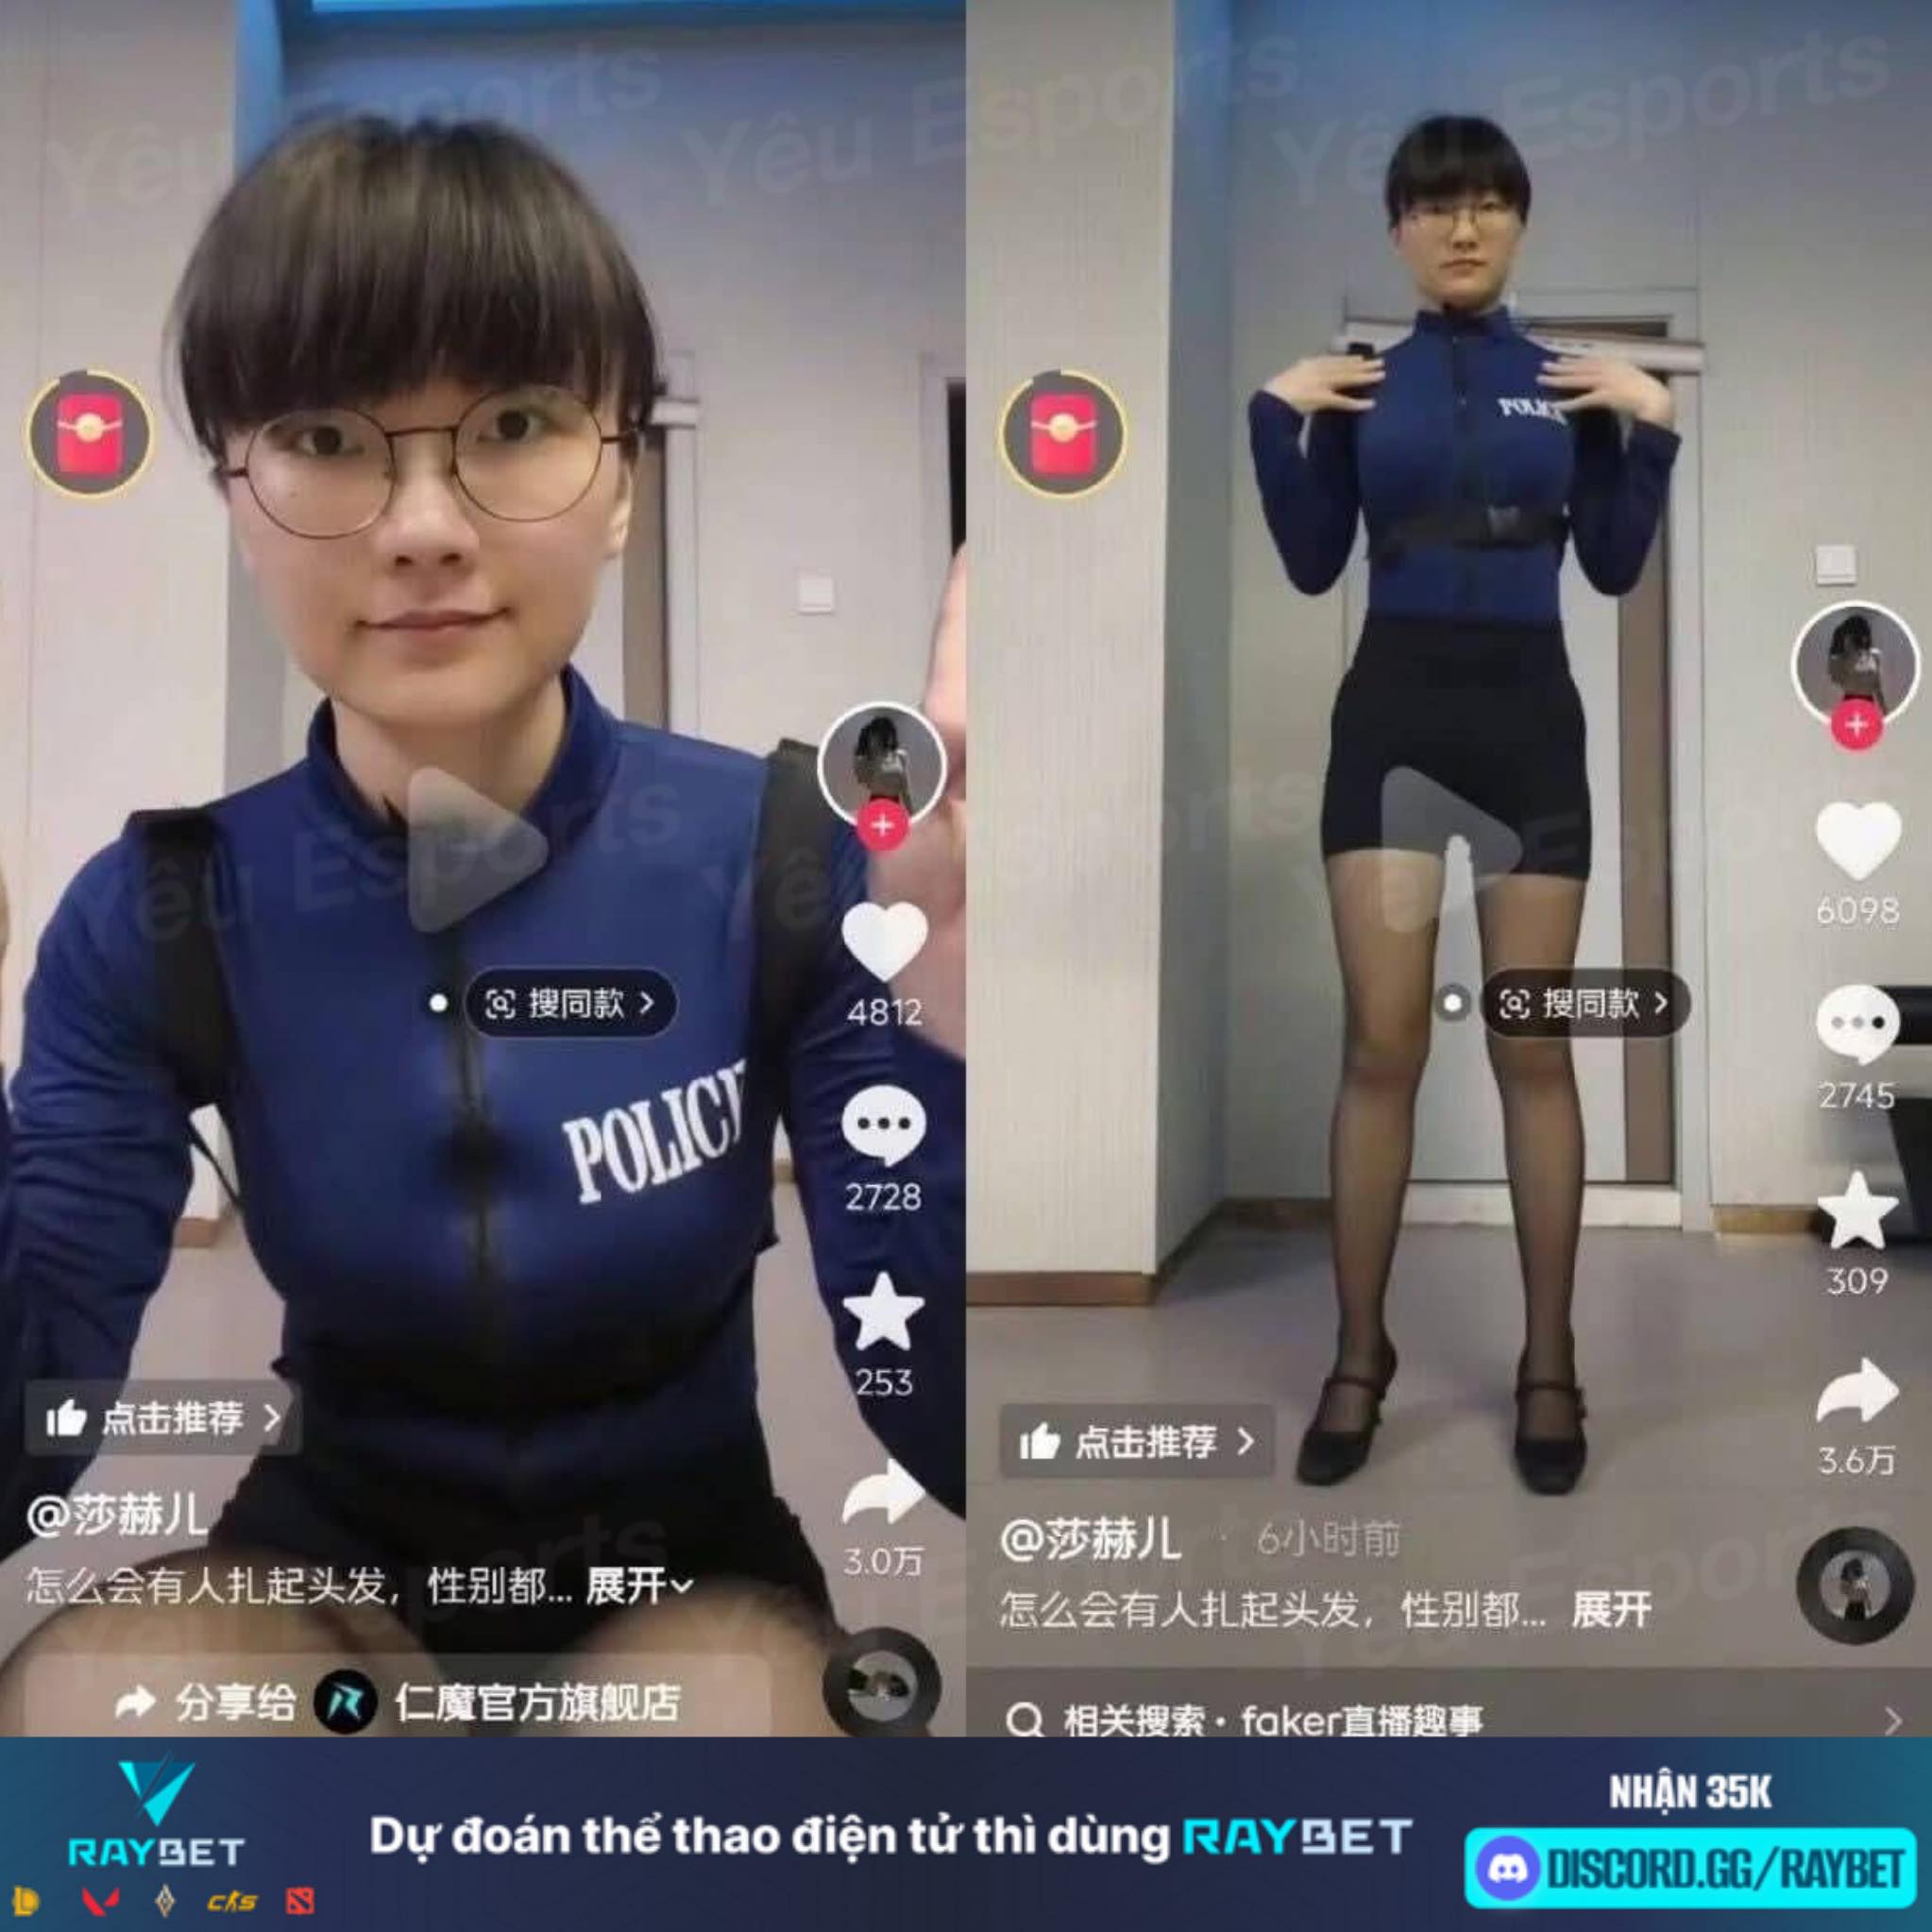 Yêu Esports
Yêu Esports
Yêu Esports
POLICE
搜同款
4812
2728
253
点击推荐
3.0万
@莎赫儿
怎么会有人扎起头发，性别都... 展开
分享给 仁魔官方旗舰店
POLICE
搜同款
6098
2745
309
点击推荐
3.6万
@莎赫儿 · 6小时前
怎么会有人扎起头发，性别都... 展开
相关搜索 · faker直播趣事
RAYBET
Dự đoán thể thao điện tử thì dùng RAYBET
NHẬN 35K
DISCORD.GG/RAYBET